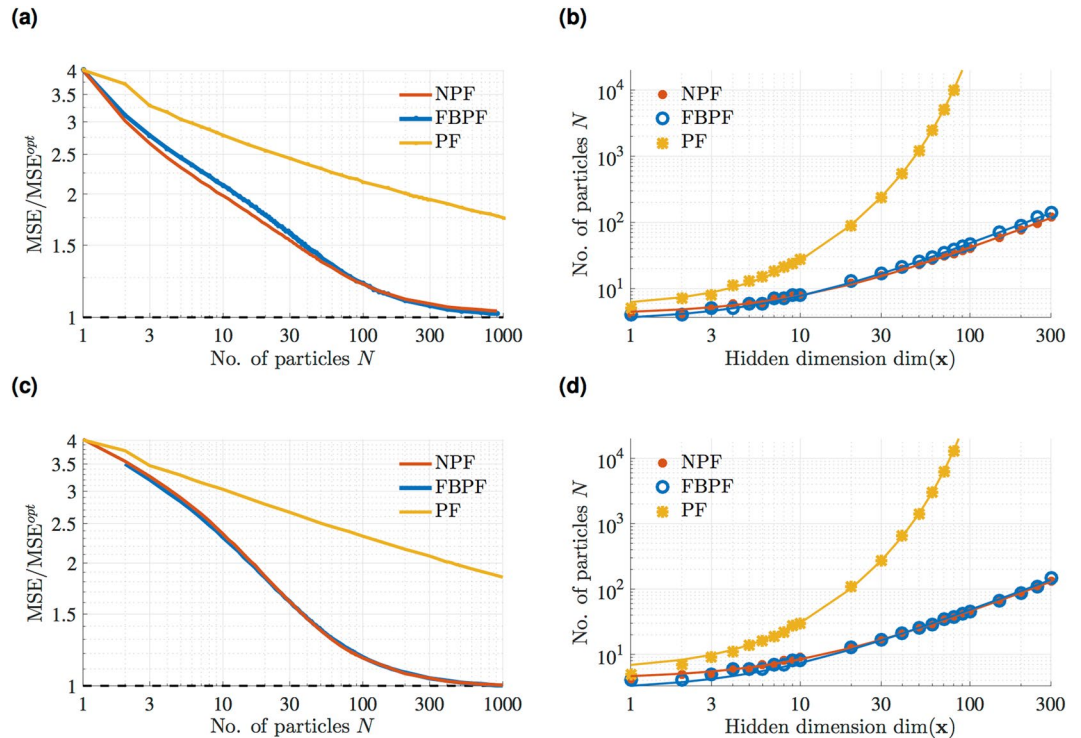 (a)
MSE/MSE^opt
4
3.5
3
2.5
2
1.5
1
NPF
FBPF
PF
1 3 10 30 100 300 1000
No. of particles N
(b)
No. of particles N
10^4
10^3
10^2
10^1
NPF
FBPF
PF
1 3 10 30 100 300
Hidden dimension dim(x)
(c)
MSE/MSE^opt
4
3.5
3
2.5
2
1.5
1
NPF
FBPF
PF
1 3 10 30 100 300 1000
No. of particles N
(d)
No. of particles N
10^4
10^3
10^2
10^1
NPF
FBPF
PF
1 3 10 30 100 300
Hidden dimension dim(x)